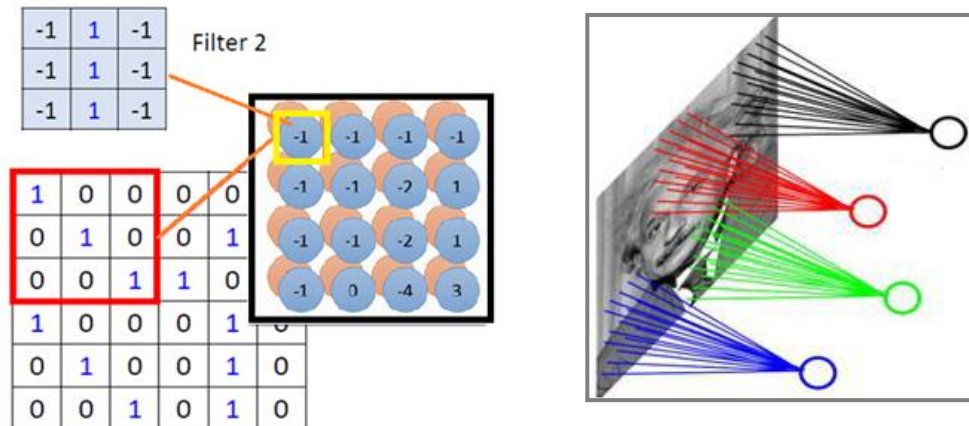 -1 1 -1
Filter 2
-1 1 -1
-1 1 -1
1 0 0 0 0
0 1 0 0 1
0 0 1 1 0
1 0 0 0 1 0
0 1 0 0 1 0
0 0 1 0 1 0
-1 -1 -1 -1
-1 -1 -2 1
-1 -1 -2 1
-1 0 -4 3